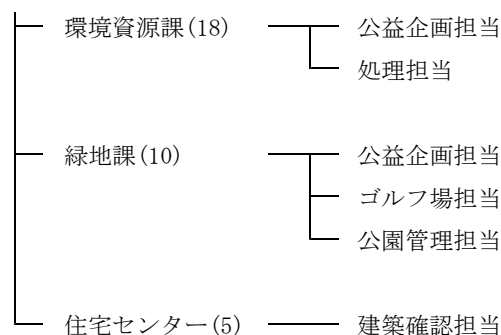 環境資源課(18) 公益企画担当
処理担当
緑地課(10) 公益企画担当
ゴルフ場担当
公園管理担当
住宅センター(5) 建築確認担当